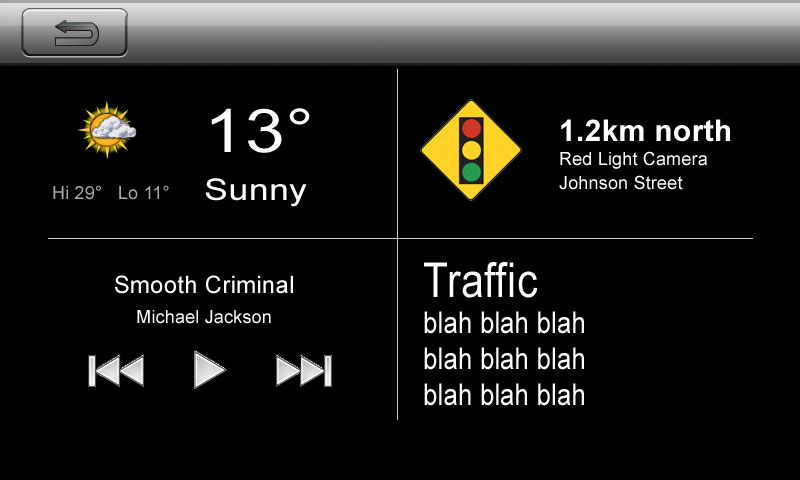 13°
Sunny
Hi 29° Lo 11°
1.2km north
Red Light Camera
Johnson Street
Smooth Criminal
Michael Jackson
Traffic
blah blah blah
blah blah blah
blah blah blah